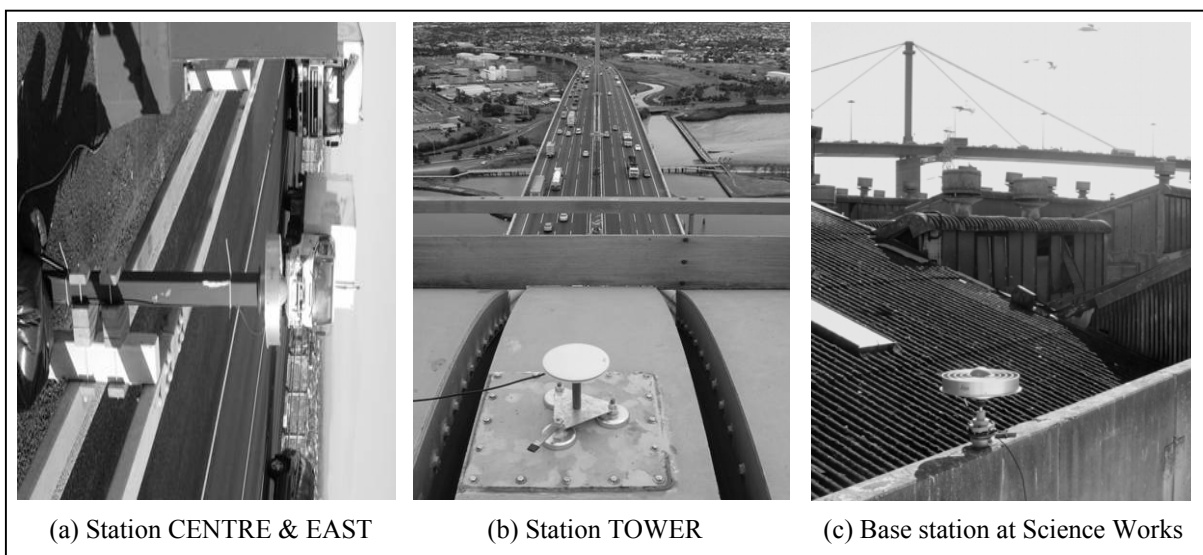 (a) Station CENTRE & EAST
(b) Station TOWER
(c) Base station at Science Works